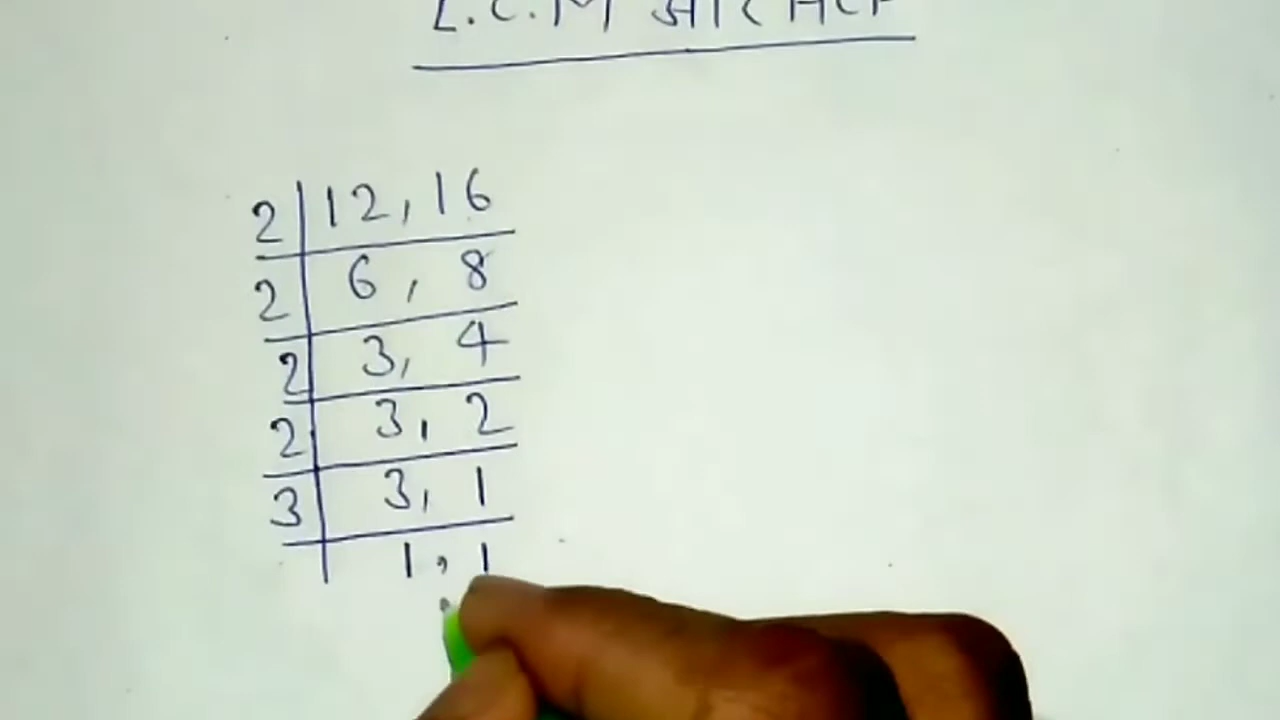 L.C.M और HCF
2 | 12, 16
2 | 6, 8
2 | 3, 4
2 | 3, 2
3 | 3, 1
1, 1